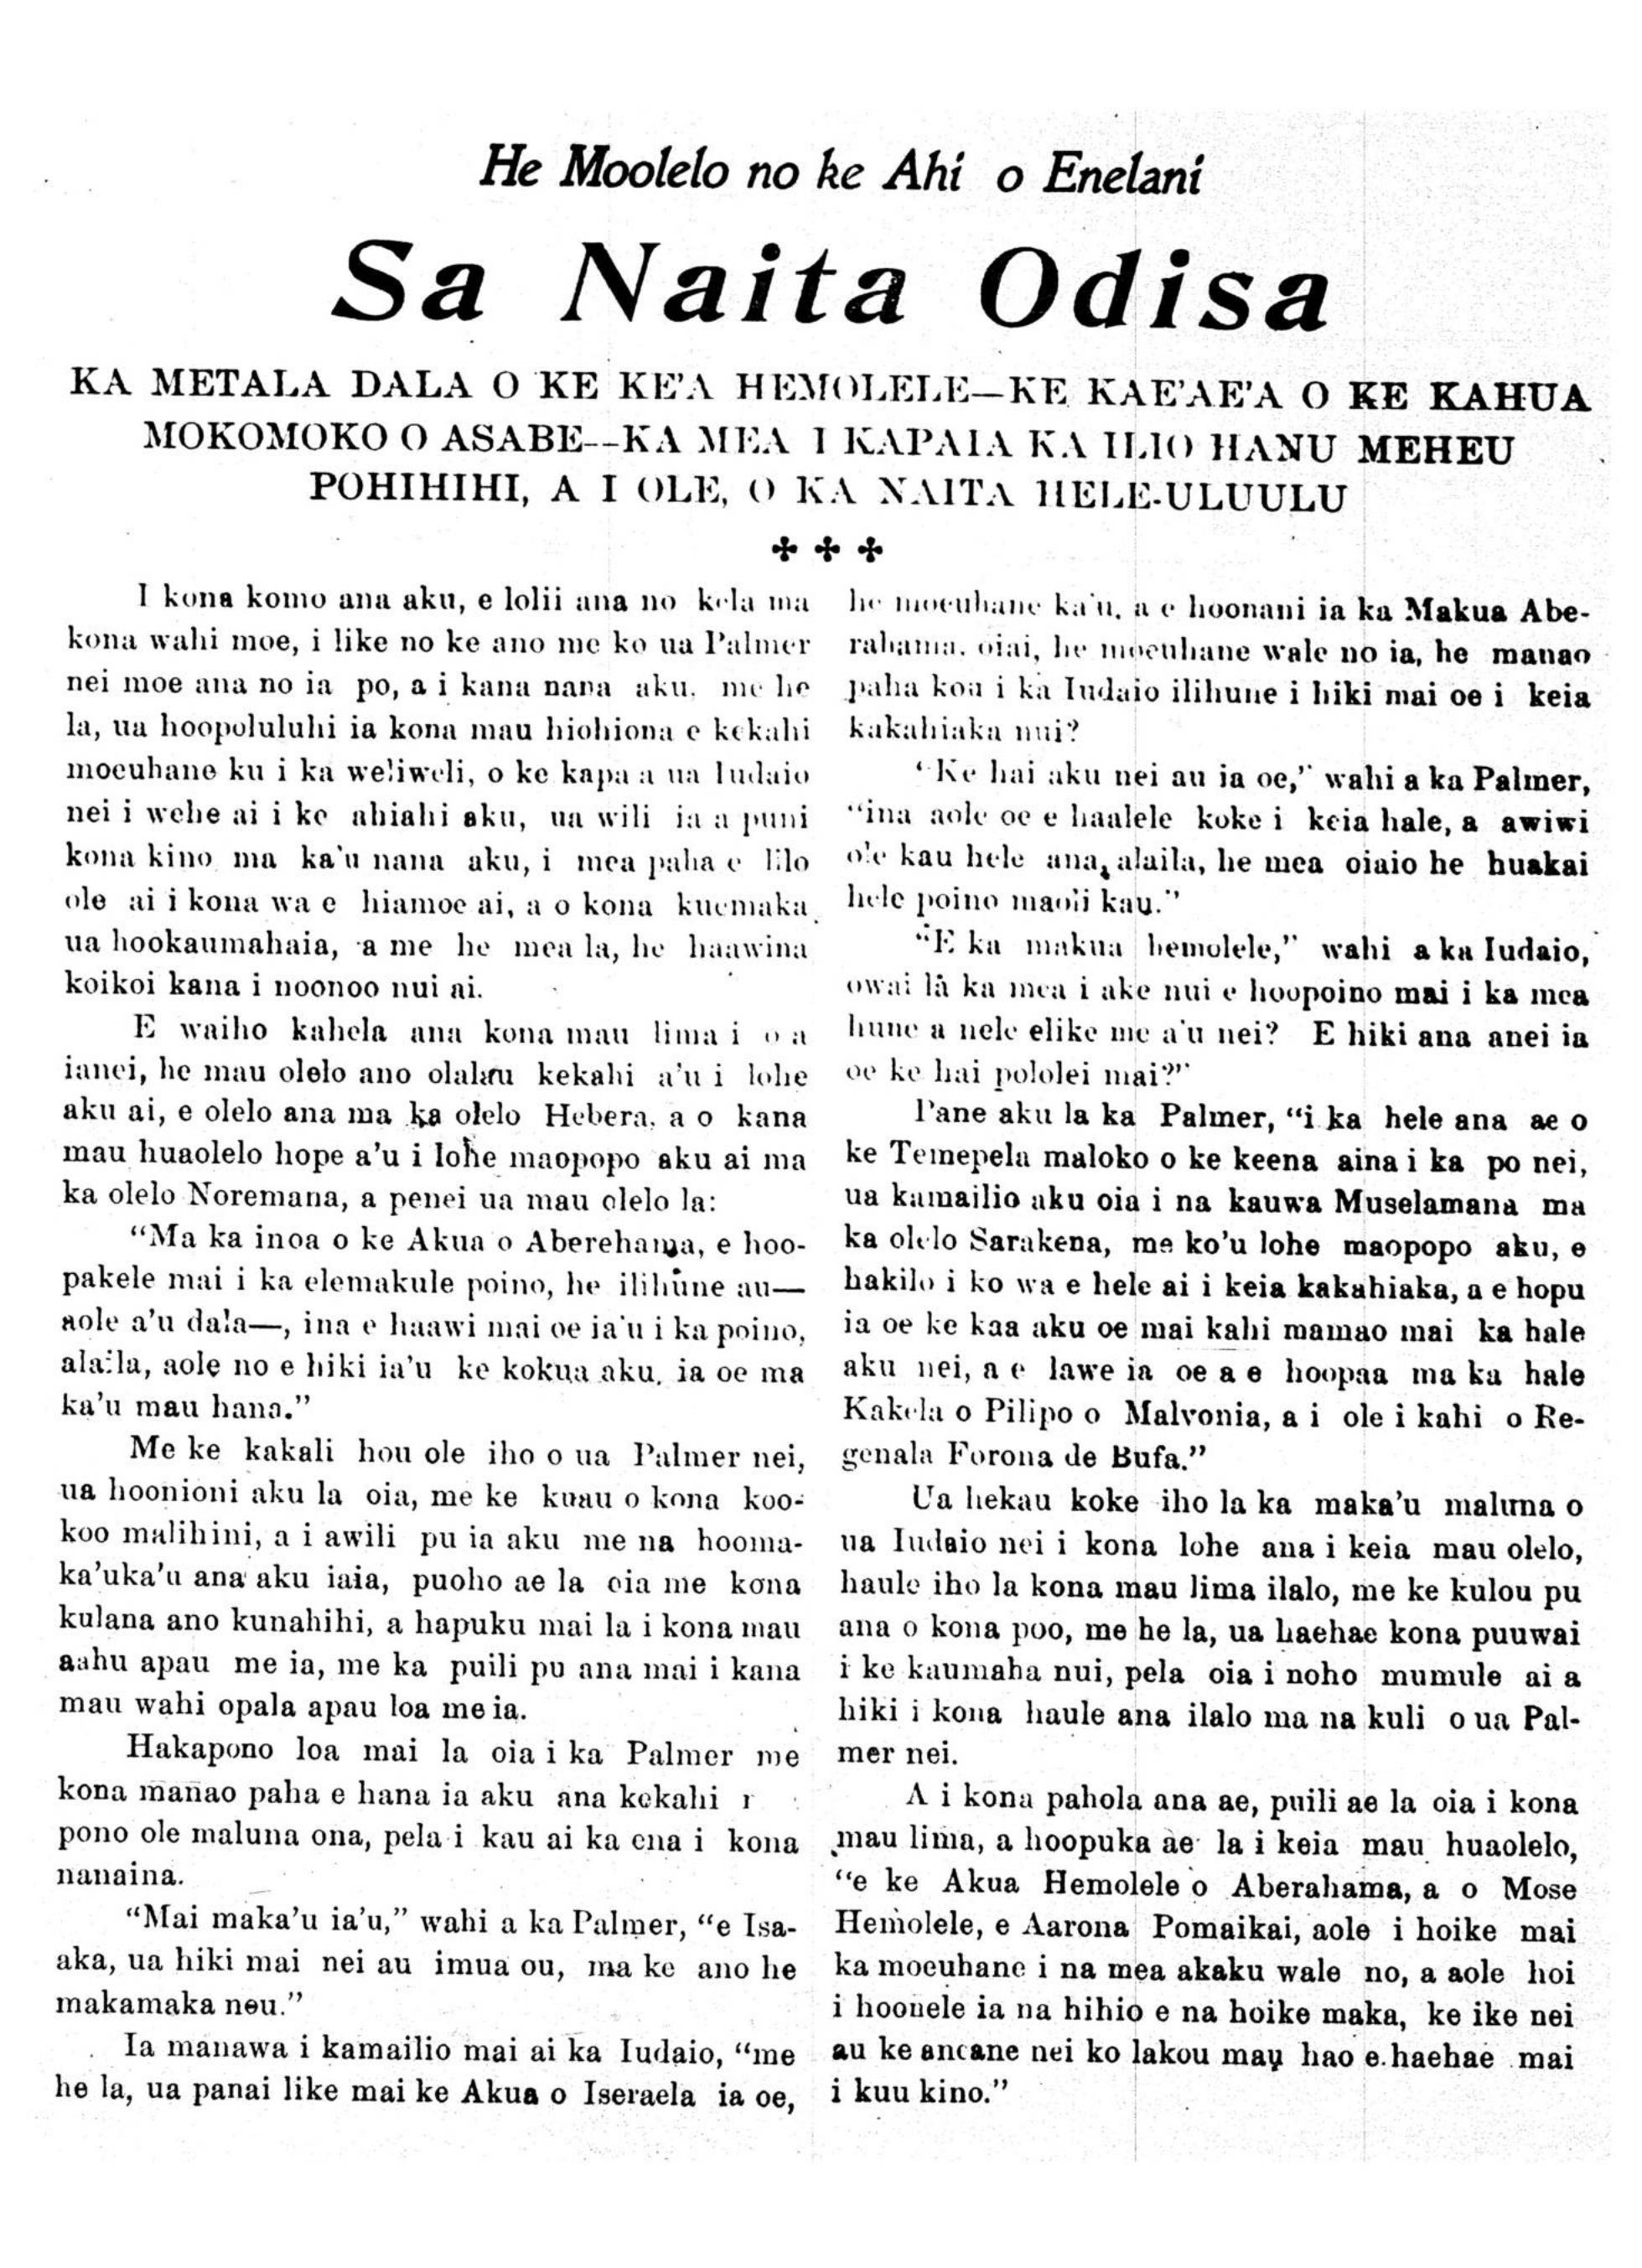 He Moolelo no ke Ahi o Enelani
Sa Naita Odisa
KA METALA DALA O KE KE'A HEMOLELE—KE KAE'AE'A O KE KAHUA
MOKOMOKO O ASABE--KA MEA I KAPAIA KA ILIO HANU MEHEU
POHIHIHI, A I OLE, O KA NAITA HELE-ULUULU
I kona komo ana aku, e lolii ana no kela ma
kona wahi moe, i like no ke ano me ko ua Palmer
nei moe ana no ia po, a i kana nana aku, me he
la, ua hoopoluluhi ia kona mau hiohiona e kekahi
moeuhane ku i ka weliweli, o ke kapa a ua Iudaio
nei i wehe ai i ke ahiahi aku, ua wili ia a puni
kona kino ma ka'u nana aku, i mea paha e lilo
ole ai i kona wa e hiamoe ai, a o kona kuemaka
ua hookaumahaia, a me he mea la, he haawina
koikoi kana i noonoo nui ai.
E waiho kahela ana kona mau lima i o a
ianei, he mau olelo ano olalau kekahi a'u i lohe
aku ai, e olelo ana ma ka olelo Hebera, a o kana
mau huaolelo hope a'u i lohe maopopo aku ai ma
ka olelo Noremana, a penei ua mau olelo la:
"Ma ka inoa o ke Akua o Aberehama, e hoo-
pakele mai i ka elemakule poino, he ilihune au—
aole a'u dala—, ina e haawi mai oe ia'u i ka poino,
alaila, aole no e hiki ia'u ke kokua aku, ia oe ma
ka'u mau hana."
Me ke kakali hou ole iho o ua Palmer nei,
ua hoonioni aku la oia, me ke kuau o kona koo-
koo malihini, a i awili pu ia aku me na hooma-
ka'uka'u ana aku iaia, puoho ae la oia me kona
kulana ano kunahihi, a hapuku mai la i kona mau
aahu apau me ia, me ka puili pu ana mai i kana
mau wahi opala apau loa me ia.
Hakapono loa mai la oia i ka Palmer me
kona manao paha e hana ia aku ana kekahi
pono ole maluna ona, pela i kau ai ka ena i kona
nanaina.
"Mai maka'u ia'u," wahi a ka Palmer, "e Isa-
aka, ua hiki mai nei au imua ou, ma ke ano he
makamaka nou."
Ia manawa i kamailio mai ai ka Iudaio, "me
he la, ua panai like mai ke Akua o Iseraela ia oe,
he moeuhane ka'u, a e hoonani ia ka Makua Abe-
rahama, oiai, he moeuhane wale no ia, he manao
paha kou i ka Iudaio ilihune i hiki mai oe i keia
kakahiaka nui?
"Ke hai aku nei au ia oe," wahi a ka Palmer,
"ina aole oe e haalele koke i keia hale, a awiwi
ole kau hele ana, alaila, he mea oiaio he huakai
hele poino maoli kau."
"E ka makua hemolele," wahi a ka Iudaio,
owai la ka mea i ake nui e hoopoino mai i ka mea
hune a nele elike me a'u nei? E hiki ana anei ia
oe ke hai pololei mai?"
Pane aku la ka Palmer, "i ka hele ana ae o
ke Temepela maloko o ke keena aina i ka po nei,
ua kamailio aku oia i na kauwa Muselamana ma
ka olelo Sarakena, me ko'u lohe maopopo aku, e
hakilo i ko wa e hele ai i keia kakahiaka, a e hopu
ia oe ke kaa aku oe mai kahi mamao mai ka hale
aku nei, a e lawe ia oe a e hoopaa ma ka hale
Kakela o Pilipo o Malvonia, a i ole i kahi o Re-
genala Forona de Bufa."
Ua hekau koke iho la ka maka'u maluna o
ua Iudaio nei i kona lohe ana i keia mau olelo,
haule iho la kona mau lima ilalo, me ke kulou pu
ana o kona poo, me he la, ua haehae kona puuwai
i ke kaumaha nui, pela oia i noho mumule ai a
hiki i kona haule ana ilalo ma na kuli o ua Pal-
mer nei.
A i kona pahola ana ae, puili ae la oia i kona
mau lima, a hoopuka ae la i keia mau huaolelo,
"e ke Akua Hemolele o Aberahama, a o Mose
Hemolele, e Aarona Pomaikai, aole i hoike mai
ka moeuhane i na mea akaku wale no, a aole hoi
i hoonele ia na hihio e na hoike maka, ke ike nei
au ke aneane nei ko lakou mau hao e haehae mai
i kuu kino."